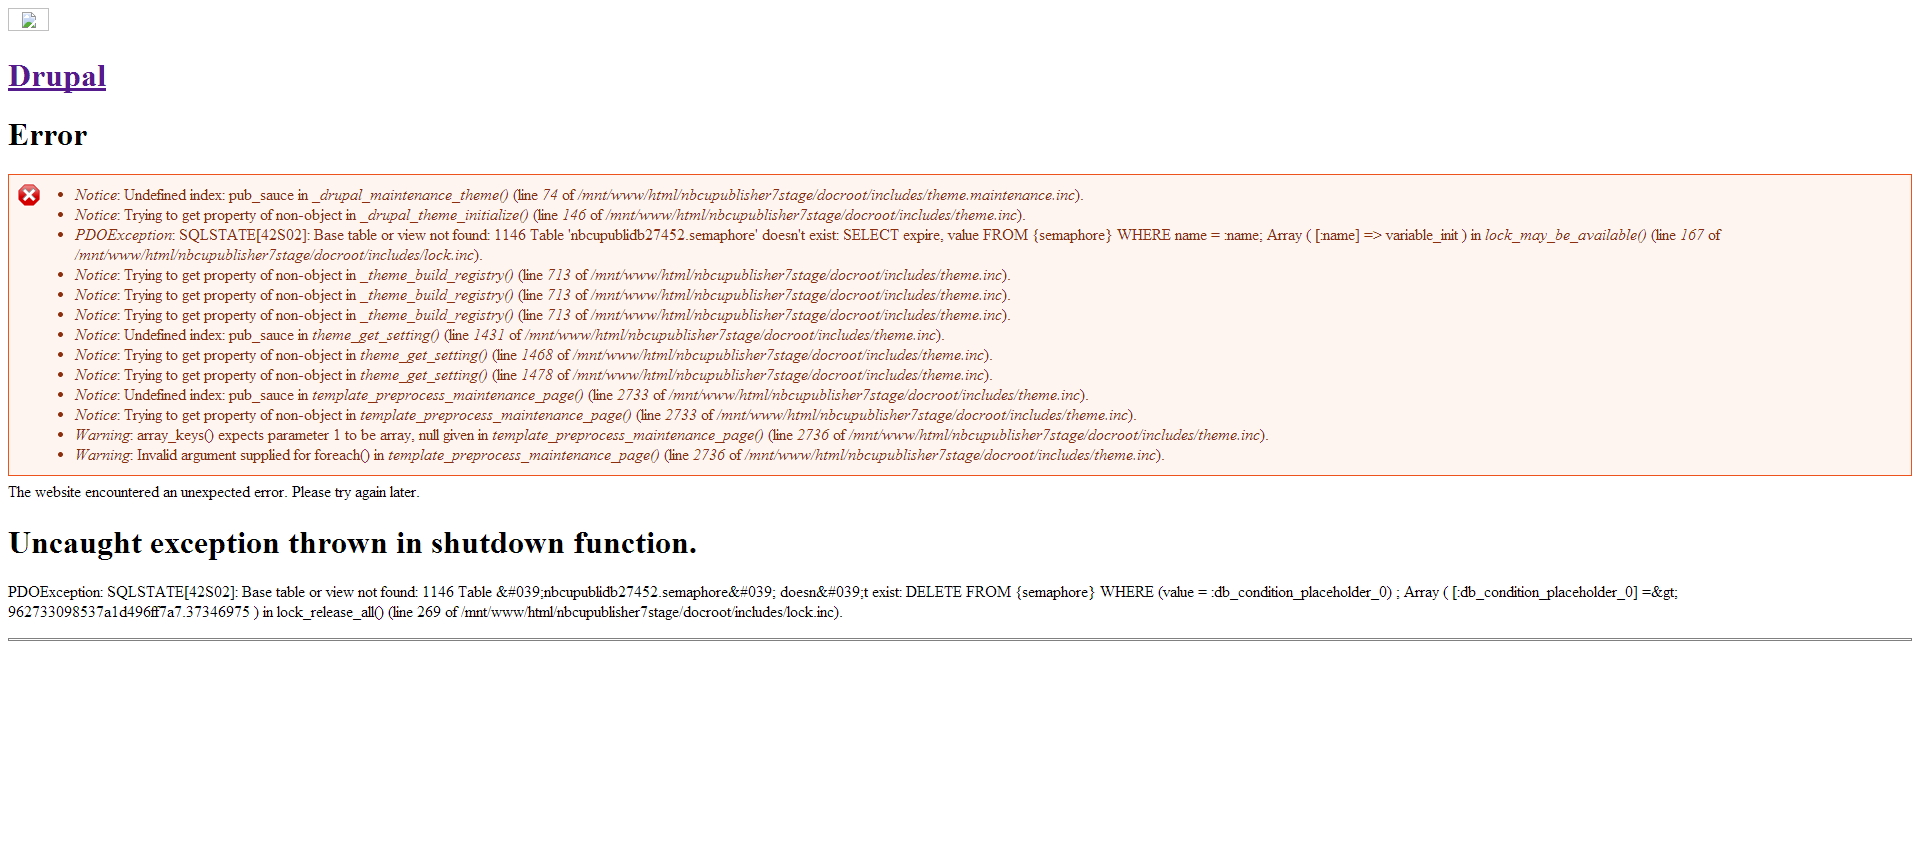 Drupal
Error
• Notice: Undefined index: pub_sauce in _drupal_maintenance_theme() (line 74 of /mnt/www/html/nbcupublisher7stage/docroot/includes/theme.maintenance.inc).
• Notice: Trying to get property of non-object in _drupal_theme_initialize() (line 146 of /mnt/www/html/nbcupublisher7stage/docroot/includes/theme.inc).
• PDOException: SQLSTATE[42S02]: Base table or view not found: 1146 Table 'nbcupublidb27452.semaphore' doesn't exist: SELECT expire, value FROM {semaphore} WHERE name = :name; Array ( [:name] => variable_init ) in lock_may_be_available() (line 167 of
/mnt/www/html/nbcupublisher7stage/docroot/includes/lock.inc).
• Notice: Trying to get property of non-object in _theme_build_registry() (line 713 of /mnt/www/html/nbcupublisher7stage/docroot/includes/theme.inc).
• Notice: Trying to get property of non-object in _theme_build_registry() (line 713 of /mnt/www/html/nbcupublisher7stage/docroot/includes/theme.inc).
• Notice: Trying to get property of non-object in _theme_build_registry() (line 713 of /mnt/www/html/nbcupublisher7stage/docroot/includes/theme.inc).
• Notice: Undefined index: pub_sauce in theme_get_setting() (line 1431 of /mnt/www/html/nbcupublisher7stage/docroot/includes/theme.inc).
• Notice: Trying to get property of non-object in theme_get_setting() (line 1468 of /mnt/www/html/nbcupublisher7stage/docroot/includes/theme.inc).
• Notice: Trying to get property of non-object in theme_get_setting() (line 1478 of /mnt/www/html/nbcupublisher7stage/docroot/includes/theme.inc).
• Notice: Undefined index: pub_sauce in template_preprocess_maintenance_page() (line 2733 of /mnt/www/html/nbcupublisher7stage/docroot/includes/theme.inc).
• Notice: Trying to get property of non-object in template_preprocess_maintenance_page() (line 2733 of /mnt/www/html/nbcupublisher7stage/docroot/includes/theme.inc).
• Warning: array_keys() expects parameter 1 to be array, null given in template_preprocess_maintenance_page() (line 2736 of /mnt/www/html/nbcupublisher7stage/docroot/includes/theme.inc).
• Warning: Invalid argument supplied for foreach() in template_preprocess_maintenance_page() (line 2736 of /mnt/www/html/nbcupublisher7stage/docroot/includes/theme.inc).
The website encountered an unexpected error. Please try again later.
Uncaught exception thrown in shutdown function.
PDOException: SQLSTATE[42S02]: Base table or view not found: 1146 Table &#039;nbcupublidb27452.semaphore&#039; doesn&#039;t exist: DELETE FROM {semaphore} WHERE (value = :db_condition_placeholder_0) ; Array ( [:db_condition_placeholder_0] =&gt;
962733098537a1d496ff7a7.37346975 ) in lock_release_all() (line 269 of /mnt/www/html/nbcupublisher7stage/docroot/includes/lock.inc).